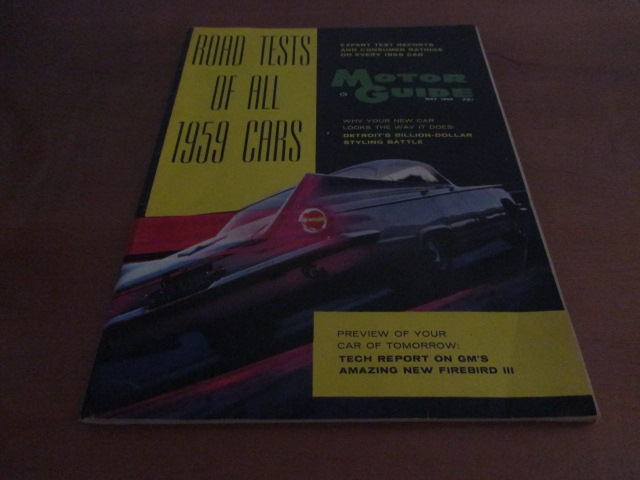 ROAD TESTS
OF ALL
1959 CARS
EXPERT TEST REPORTS
AND CONSUMER RATINGS
ON EVERY 1959 CAR
MOTOR
GUIDE
MAY 1959
WHY YOUR NEW CAR
LOOKS THE WAY IT DOES:
DETROIT'S BILLION-DOLLAR
STYLING BATTLE
PREVIEW OF YOUR
CAR OF TOMORROW:
TECH REPORT ON GM'S
AMAZING NEW FIREBIRD III